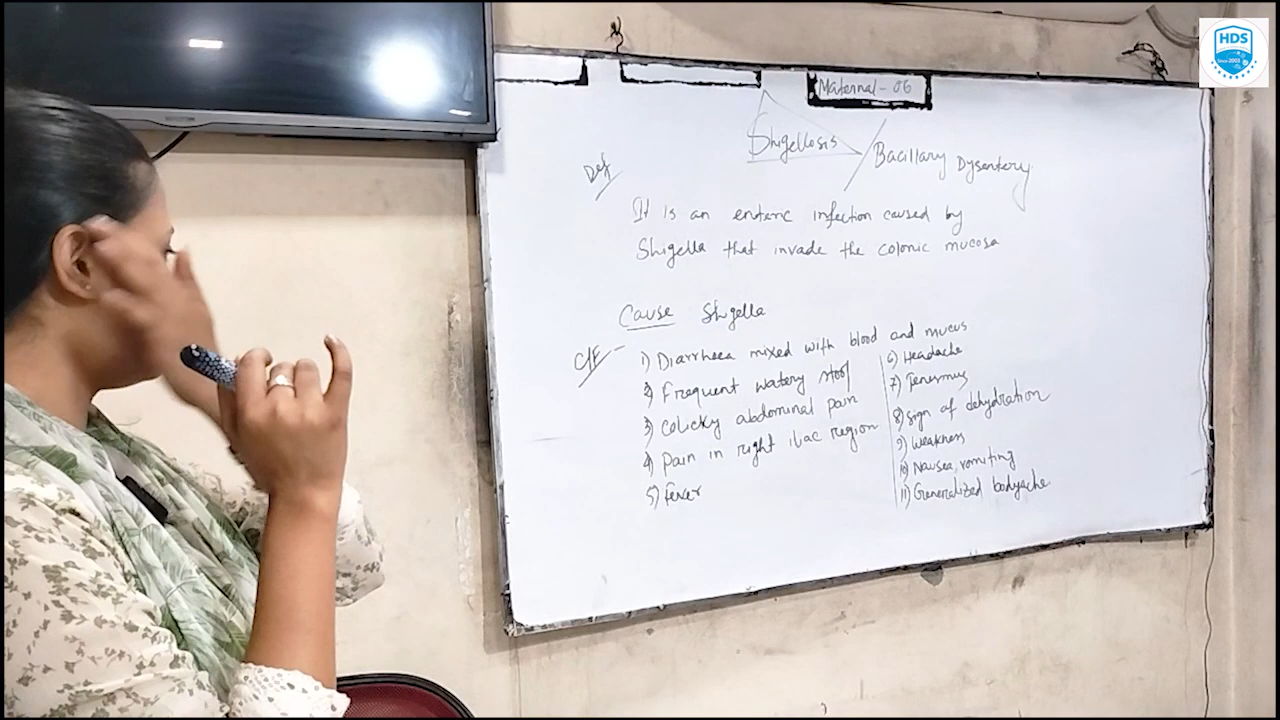 HDS
Since 2003
Maternal - 06
Shigellosis / Bacillary Dysentery
Def
It is an enteric infection caused by
Shigella that invade the colonic mucosa
Cause Shigella
C/F -
1) Diarrhoea mixed with blood and mucus
2) Frequent watery stool
3) Colicky abdominal pain
4) Pain in right iliac region
5) Fever
6) Headache
7) Tenesmus
8) Sign of dehydration
9) Weakness
10) Nausea, vomiting
11) Generalized bodyache